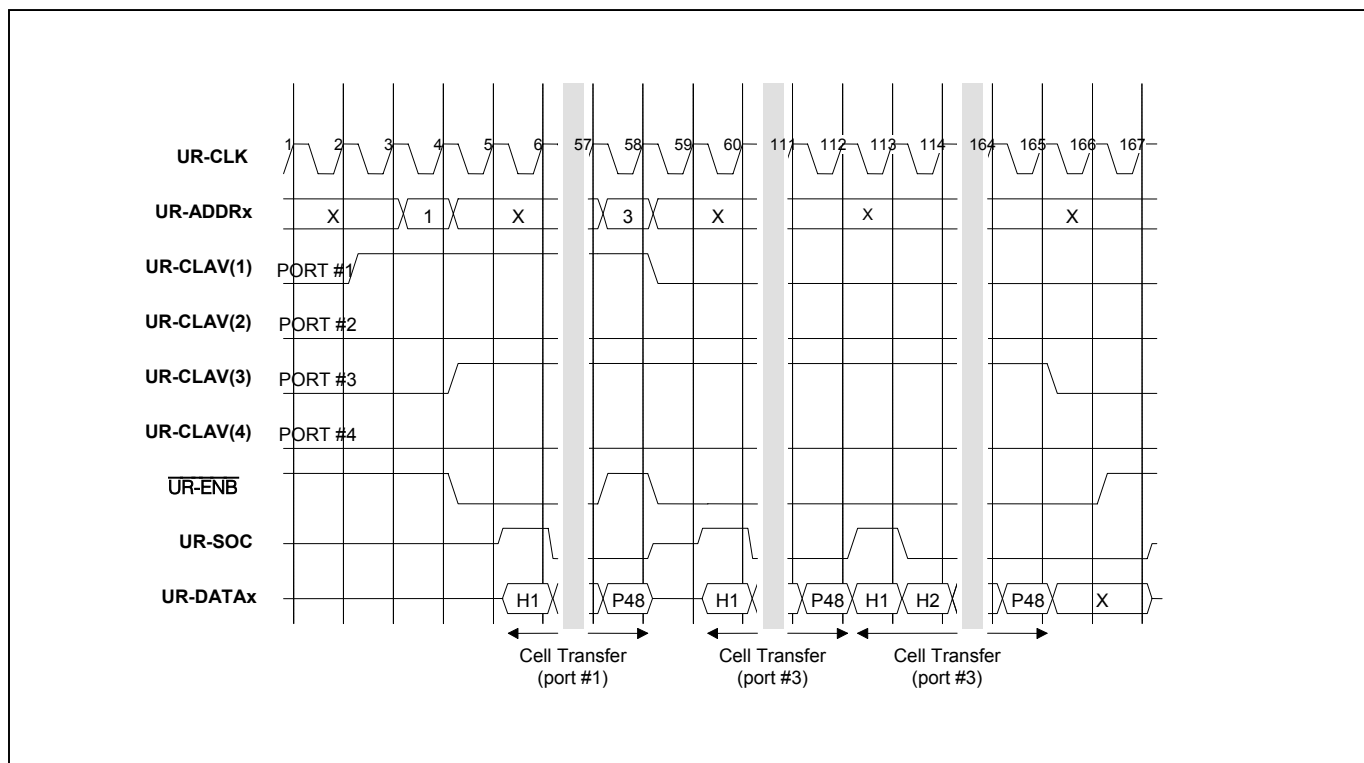 UR-CLK 1 2 3 4 5 6 57 58 59 60 111 112 113 114 164 165 166 167
UR-ADDRx X 1 X 3 X X X
UR-CLAV(1) PORT #1
UR-CLAV(2) PORT #2
UR-CLAV(3) PORT #3
UR-CLAV(4) PORT #4
UR-ENB
UR-SOC
UR-DATAx H1 P48 H1 P48 H1 H2 P48 X
Cell Transfer Cell Transfer Cell Transfer
(port #1) (port #3) (port #3)